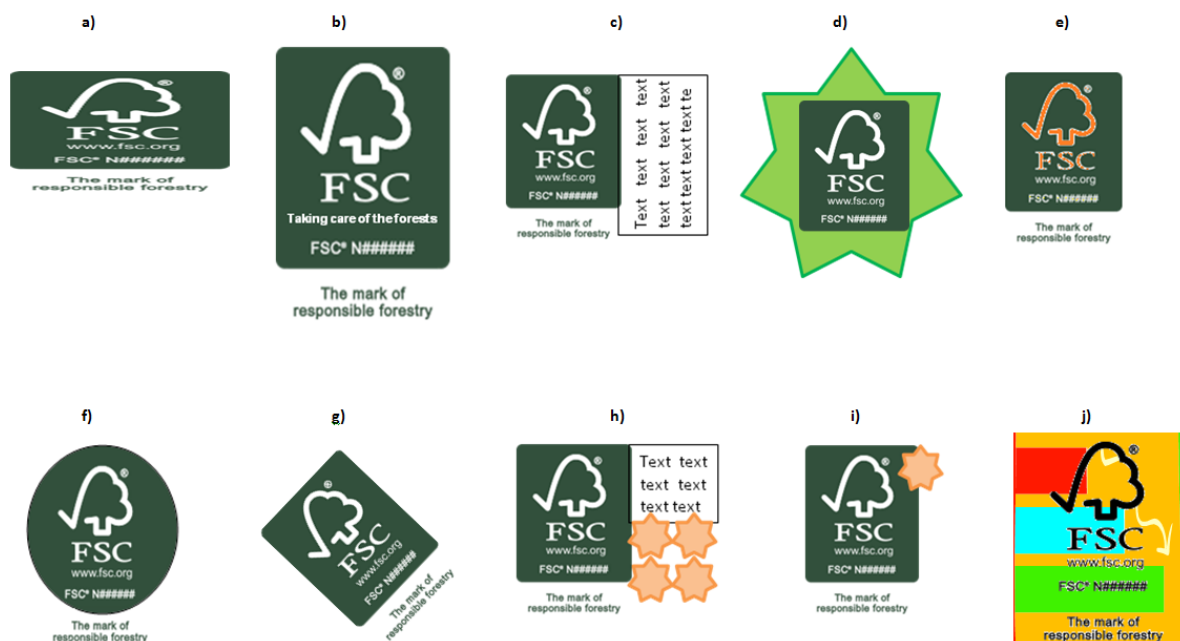 a)
®
FSC
www.fsc.org
FSC® N#######
The mark of
responsible forestry
b)
®
FSC
Taking care of the forests
FSC® N######
The mark of
responsible forestry
c)
®
FSC
www.fsc.org
FSC® N######
The mark of
responsible forestry
Text text text text
text text text text
text text text text te
d)
®
FSC
www.fsc.org
FSC® N######
e)
®
FSC
www.fsc.org
FSC® N######
The mark of
responsible forestry
f)
®
FSC
www.fsc.org
FSC® N######
The mark of
responsible forestry
g)
®
FSC
www.fsc.org
FSC® N######
The mark of
responsible forestry
h)
®
FSC
www.fsc.org
FSC® N######
The mark of
responsible forestry
Text text
text text
text text
i)
®
FSC
www.fsc.org
FSC® N######
The mark of
responsible forestry
j)
®
FSC
www.fsc.org
FSC® N######
The mark of
responsible forestry